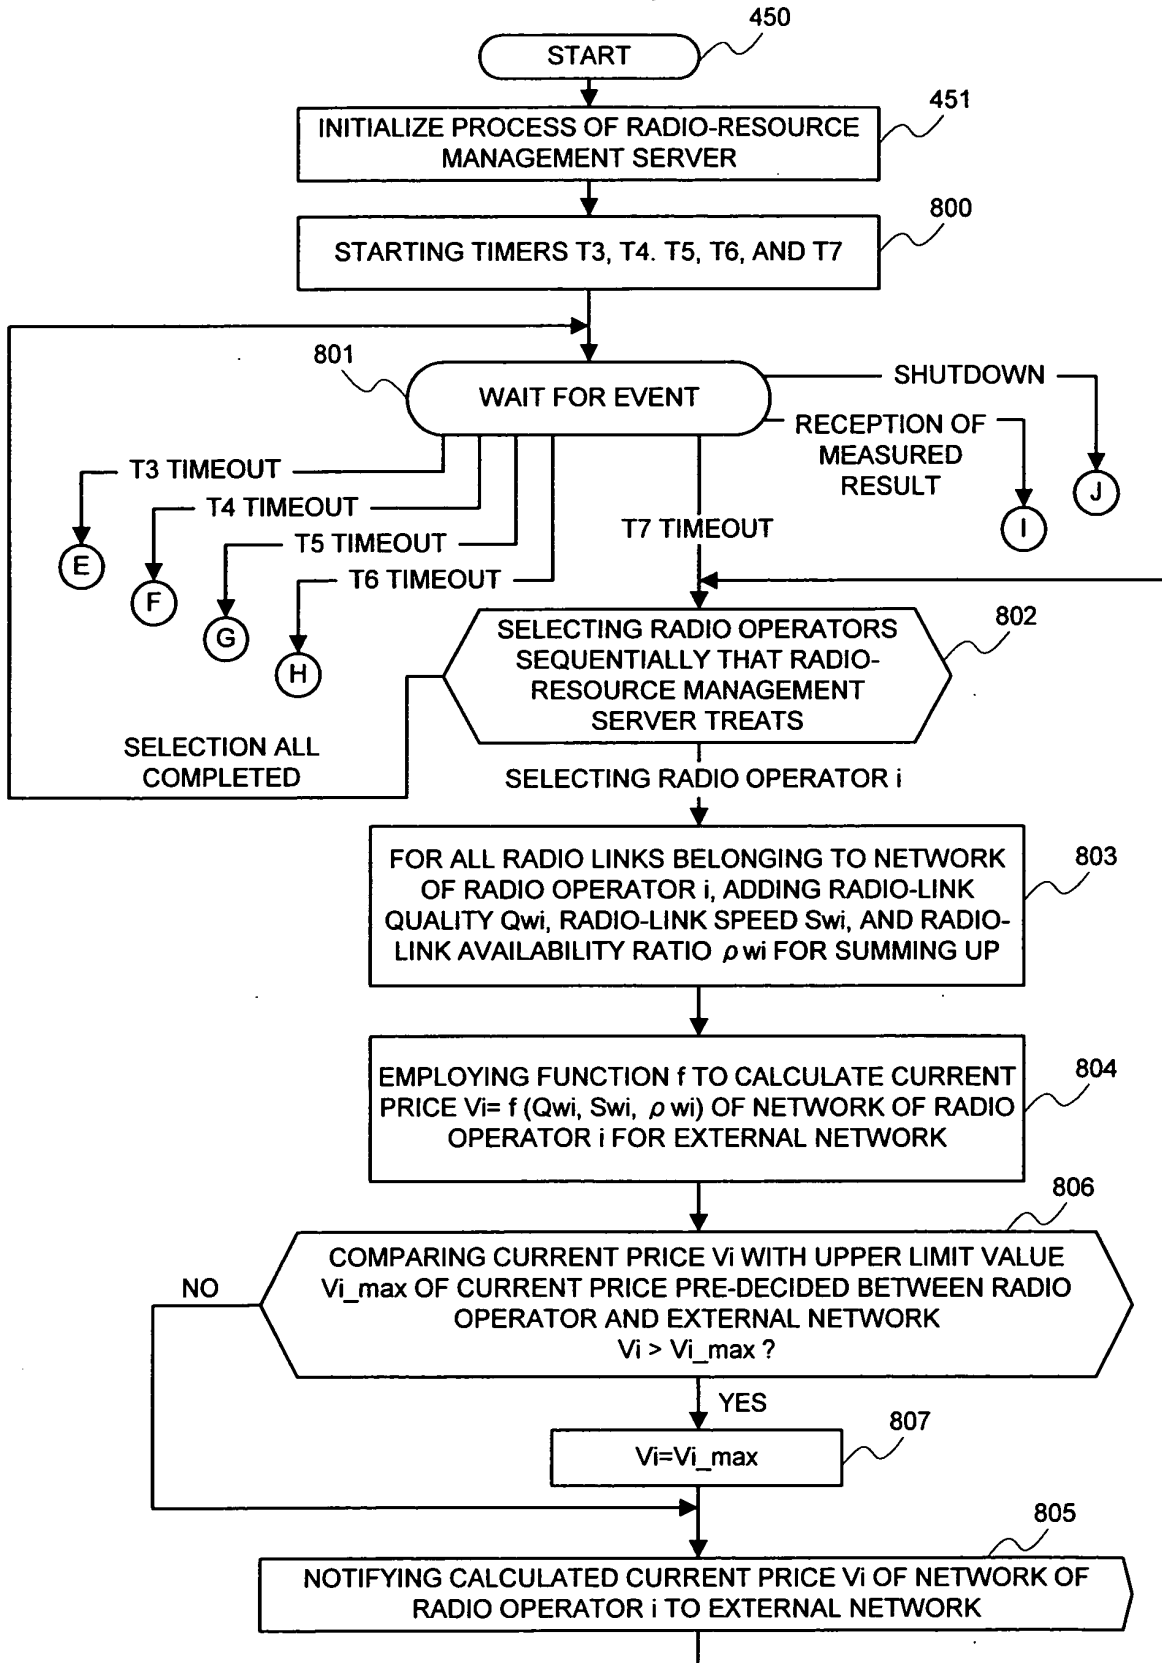 450
START
451
INITIALIZE PROCESS OF RADIO-RESOURCE
MANAGEMENT SERVER
800
STARTING TIMERS T3, T4. T5, T6, AND T7
801
WAIT FOR EVENT
SHUTDOWN
RECEPTION OF
MEASURED
RESULT
J
I
T3 TIMEOUT
T4 TIMEOUT
T5 TIMEOUT
T6 TIMEOUT
T7 TIMEOUT
E
F
G
H
802
SELECTING RADIO OPERATORS
SEQUENTIALLY THAT RADIO-
RESOURCE MANAGEMENT
SERVER TREATS
SELECTION ALL
COMPLETED
SELECTING RADIO OPERATOR i
803
FOR ALL RADIO LINKS BELONGING TO NETWORK
OF RADIO OPERATOR i, ADDING RADIO-LINK
QUALITY Qwi, RADIO-LINK SPEED Swi, AND RADIO-
LINK AVAILABILITY RATIO ρ wi FOR SUMMING UP
804
EMPLOYING FUNCTION f TO CALCULATE CURRENT
PRICE Vi= f (Qwi, Swi, ρ wi) OF NETWORK OF RADIO
OPERATOR i FOR EXTERNAL NETWORK
806
COMPARING CURRENT PRICE Vi WITH UPPER LIMIT VALUE
Vi_max OF CURRENT PRICE PRE-DECIDED BETWEEN RADIO
OPERATOR AND EXTERNAL NETWORK
Vi > Vi_max ?
NO
YES
807
Vi=Vi_max
805
NOTIFYING CALCULATED CURRENT PRICE Vi OF NETWORK OF
RADIO OPERATOR i TO EXTERNAL NETWORK